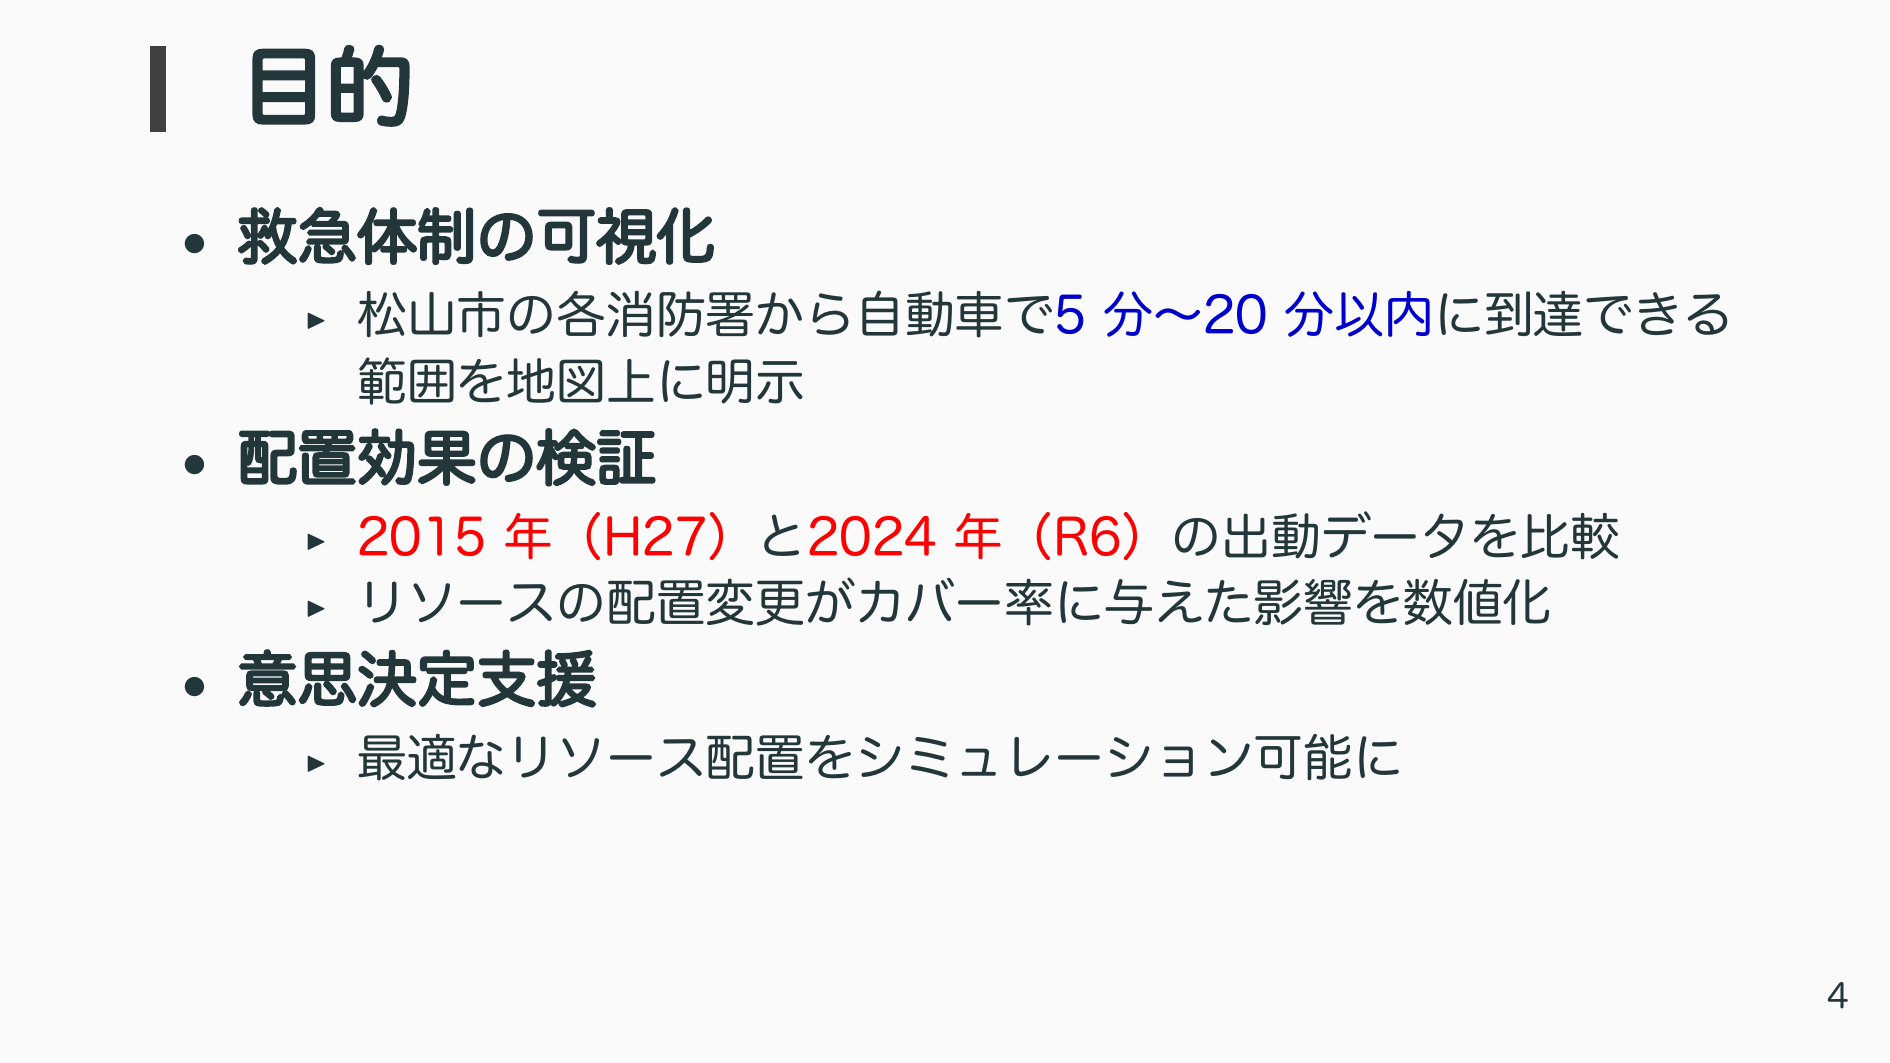 目的
• 救急体制の可視化
▶ 松山市の各消防署から自動車で5 分〜20 分以内に到達できる
範囲を地図上に明示
• 配置効果の検証
▶ 2015 年（H27）と2024 年（R6）の出動データを比較
▶ リソースの配置変更がカバー率に与えた影響を数値化
• 意思決定支援
▶ 最適なリソース配置をシミュレーション可能に
4